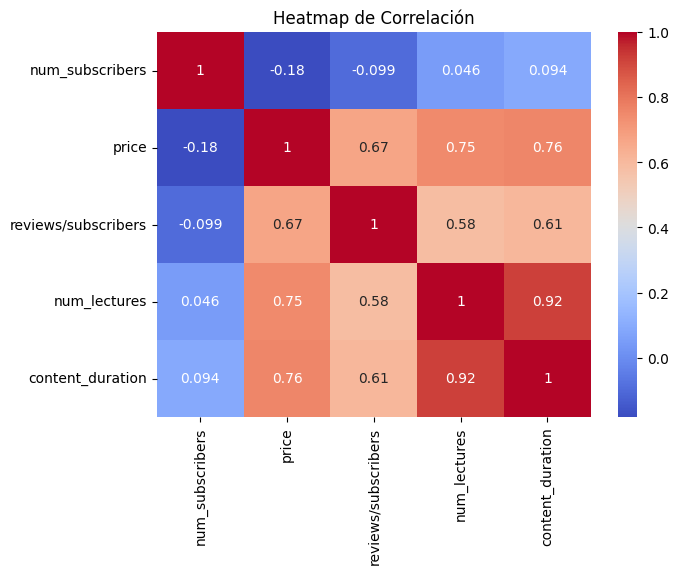 Heatmap de Correlación
num_subscribers 1 -0.18 -0.099 0.046 0.094
price -0.18 1 0.67 0.75 0.76
reviews/subscribers -0.099 0.67 1 0.58 0.61
num_lectures 0.046 0.75 0.58 1 0.92
content_duration 0.094 0.76 0.61 0.92 1
num_subscribers
price
reviews/subscribers
num_lectures
content_duration
1.0
0.8
0.6
0.4
0.2
0.0